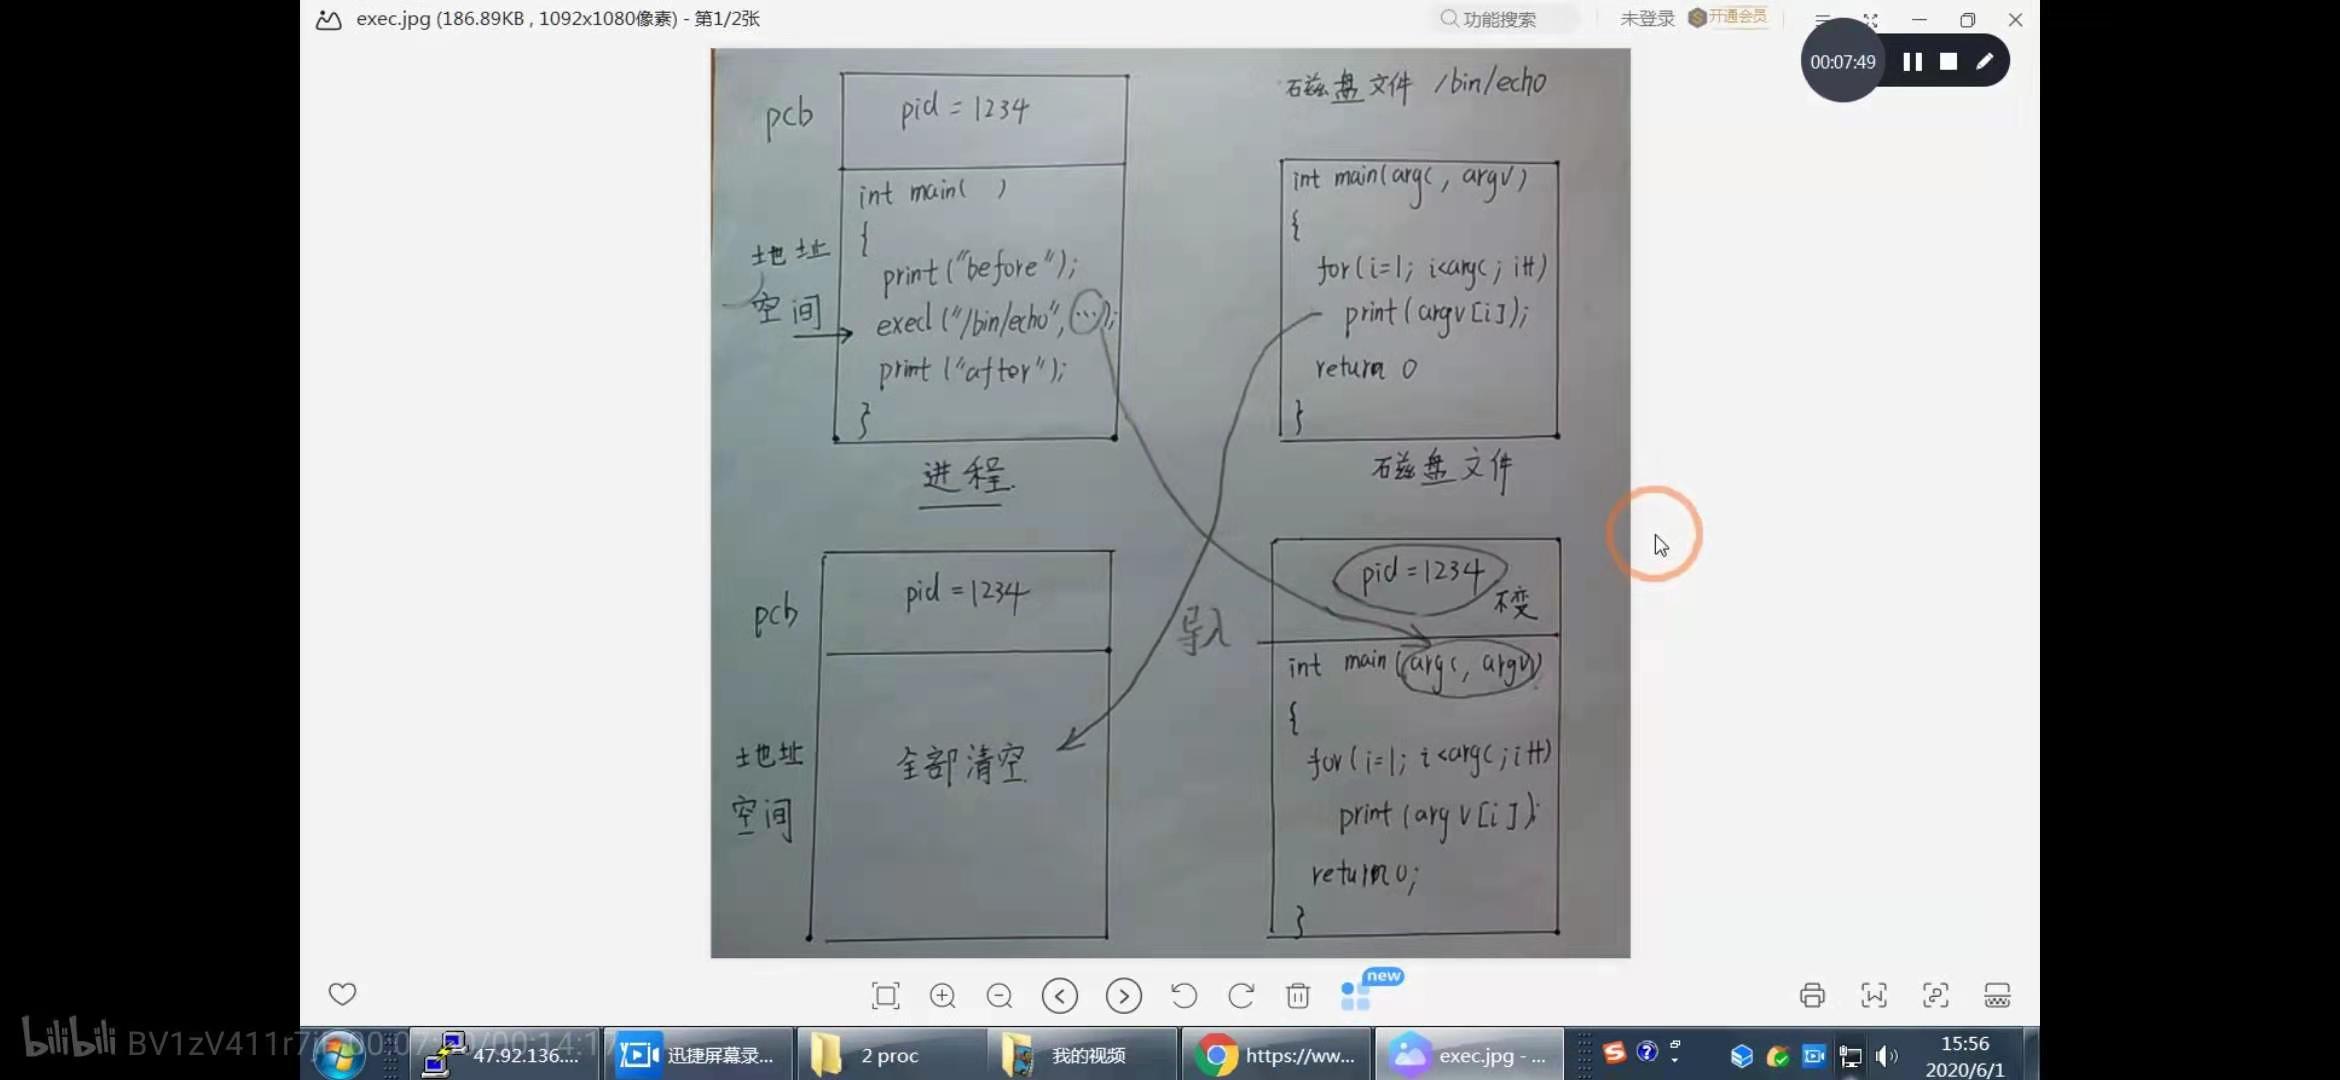 exec.jpg (186.89KB , 1092x1080像素) - 第1/2张
功能搜索
未登录
开通会员
00:07:49
磁盘文件 /bin/echo
pcb
pid = 1234
int main( )
{
print ("before");
execl ("/bin/echo", ...);
print ("after");
}
地址
空间
进程
int main(argc, argv)
{
for(i=1; i<argc; i++)
print(argv[i]);
return 0
}
磁盘文件
pcb
pid = 1234
地址
空间
全部清空
导入
pid = 1234
不变
int main (argc, argv)
{
for(i=1; i<argc; i++)
print (argv[i]);
return 0;
}
new
bilibili
47.92.136....
迅捷屏幕录...
2 proc
我的视频
https://ww...
exec.jpg - ...
15:56
2020/6/1